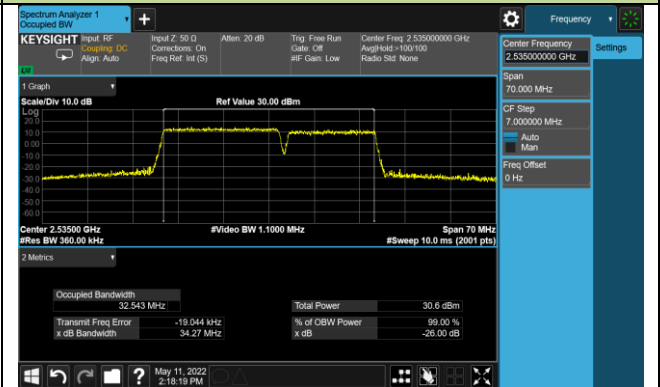 Spectrum Analyzer 1
Occupied BW
Frequency
KEYSIGHT
Input: RF
Coupling: DC
Align: Auto
Input Z: 50 Ω
Corrections: On
Freq Ref: Int (S)
Atten: 20 dB
Trig: Free Run
Gate: Off
#IF Gain: Low
Center Freq: 2.535000000 GHz
Avg|Hold:>100/100
Radio Std: None
Center Frequency
2.535000000 GHz
Settings
Span
70.000 MHz
CF Step
7.000000 MHz
Auto
Man
Freq Offset
0 Hz
1 Graph
Scale/Div 10.0 dB
Ref Value 30.00 dBm
Log
20.0
10.0
0.00
-10.0
-20.0
-30.0
-40.0
-50.0
-60.0
Center 2.53500 GHz
#Video BW 1.1000 MHz
Span 70 MHz
#Res BW 360.00 kHz
#Sweep 10.0 ms (2001 pts)
2 Metrics
Occupied Bandwidth
32.543 MHz
Total Power 30.6 dBm
Transmit Freq Error -19.044 kHz
% of OBW Power 99.00 %
x dB Bandwidth 34.27 MHz
x dB -26.00 dB
?
May 11, 2022
2:18:19 PM